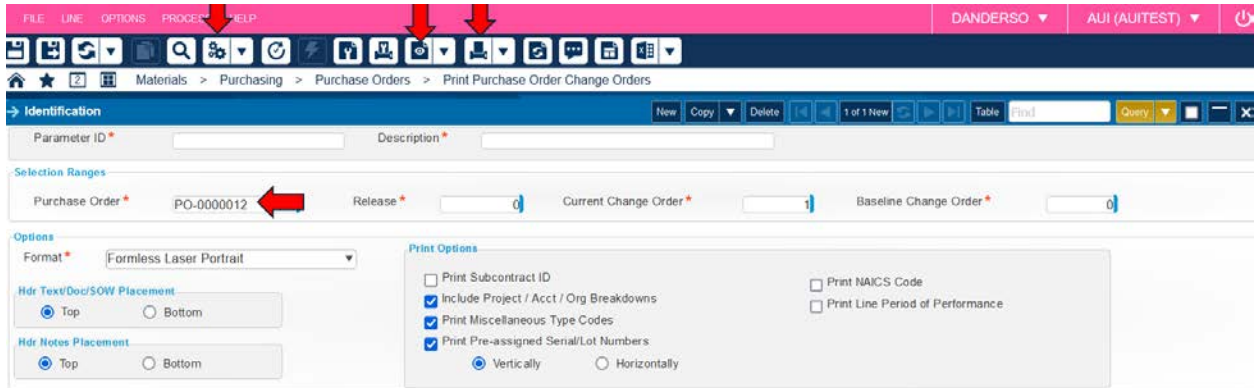 FILE LINE OPTIONS PROCES HELP DANDERSO AUI (AUITEST)
2 Materials > Purchasing > Purchase Orders > Print Purchase Order Change Orders
Identification New Copy Delete 1 of 1 New Table Find Query
Parameter ID * Description *
Selection Ranges
Purchase Order * PO-0000012 Release * 0 Current Change Order * 1 Baseline Change Order * 0
Options
Format * Formless Laser Portrait
Print Options
Print Subcontract ID Print NAICS Code
Hdr Text/Doc/SOW Placement
Include Project / Acct / Org Breakdowns Print Line Period of Performance
Top Bottom
Print Miscellaneous Type Codes
Hdr Notes Placement
Print Pre-assigned Serial/Lot Numbers
Top Bottom Vertically Horizontally